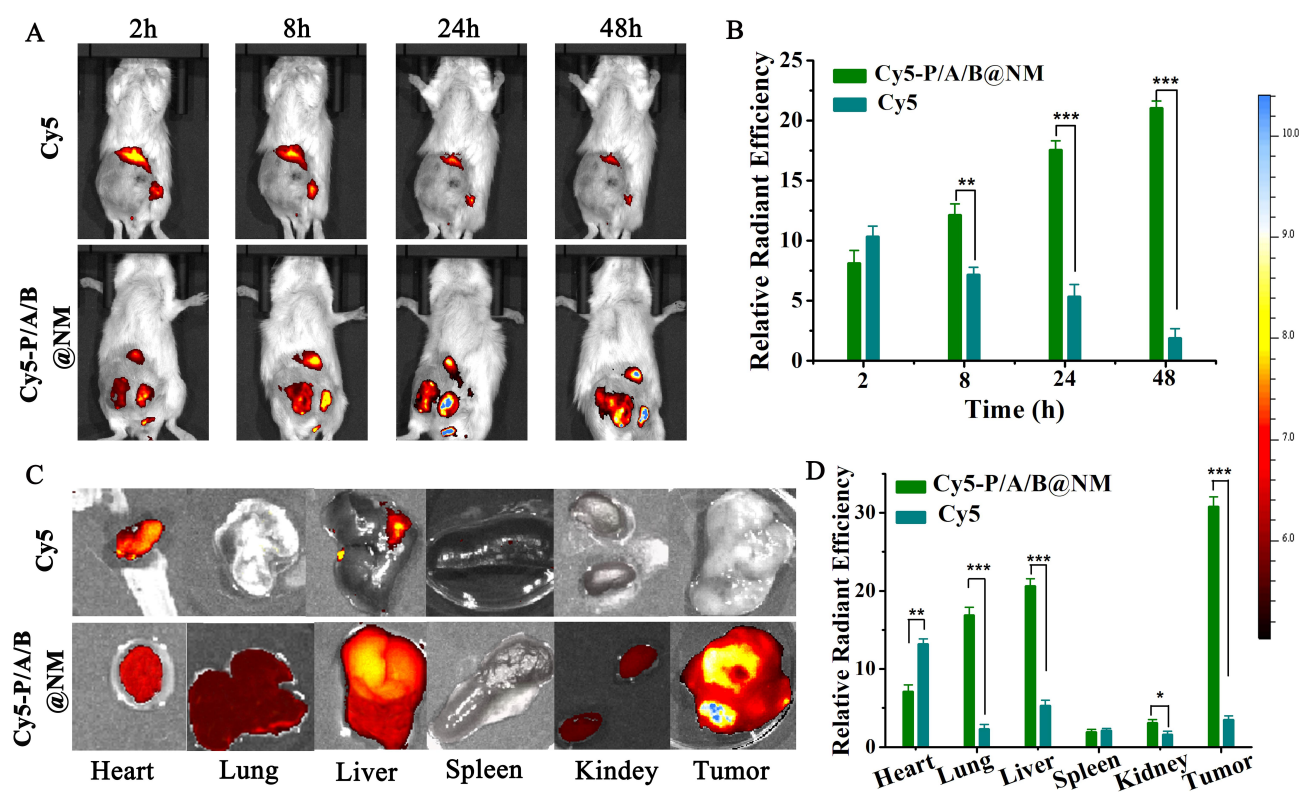 A
2h
8h
24h
48h
Cy5
Cy5-P/A/B
@NM
B
Relative Radiant Efficiency
25
20
15
10
5
0
Cy5-P/A/B@NM
Cy5
**
***
***
2
8
24
48
Time (h)
10.0
9.0
8.0
7.0
6.0
C
Cy5
Cy5-P/A/B
@NM
Heart
Lung
Liver
Spleen
Kindey
Tumor
D
Relative Radiant Efficiency
30
20
10
0
Cy5-P/A/B@NM
Cy5
**
***
***
*
***
Heart
Lung
Liver
Spleen
Kidney
Tumor